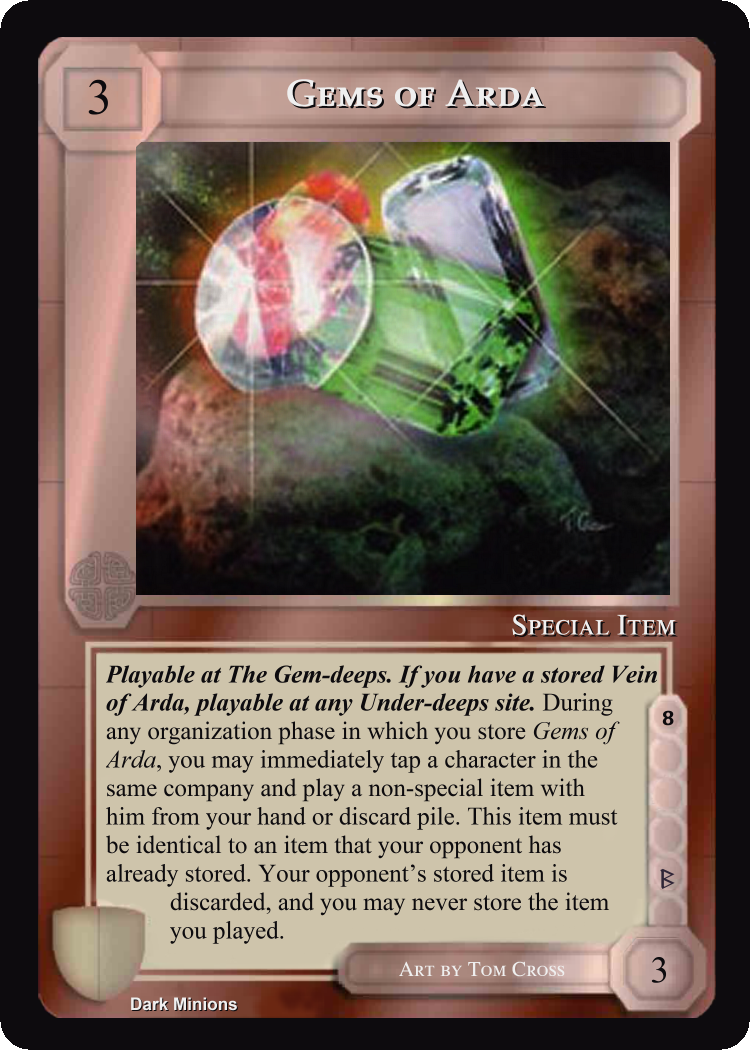 3
GEMS OF ARDA
SPECIAL ITEM
Playable at The Gem-deeps. If you have a stored Vein
of Arda, playable at any Under-deeps site. During
any organization phase in which you store Gems of
Arda, you may immediately tap a character in the
same company and play a non-special item with
him from your hand or discard pile. This item must
be identical to an item that your opponent has
already stored. Your opponent’s stored item is
discarded, and you may never store the item
you played.
8
ART BY TOM CROSS
3
Dark Minions